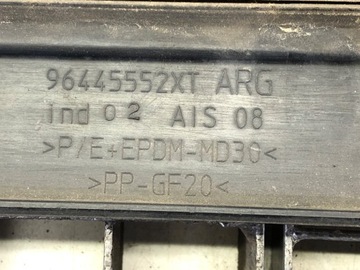 96445552XT ARG
ind 02 AIS 08
>P/E+EPDM-MD30<
>PP-GF20<